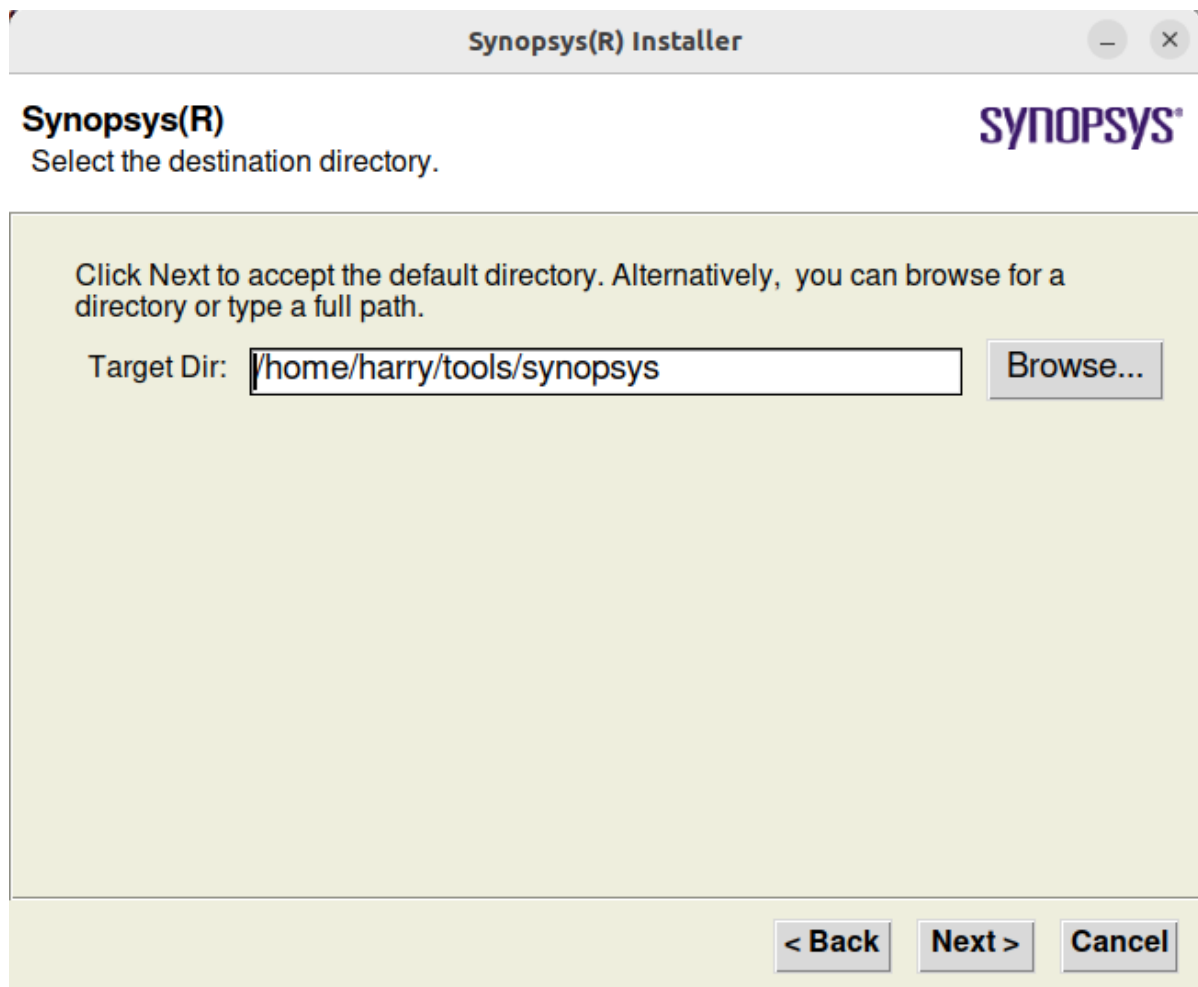 Synopsys(R) Installer
Synopsys(R)
SYNOPSYS®
Select the destination directory.
Click Next to accept the default directory. Alternatively,  you can browse for a
directory or type a full path.
Target Dir: /home/harry/tools/synopsys Browse...
< Back Next > Cancel